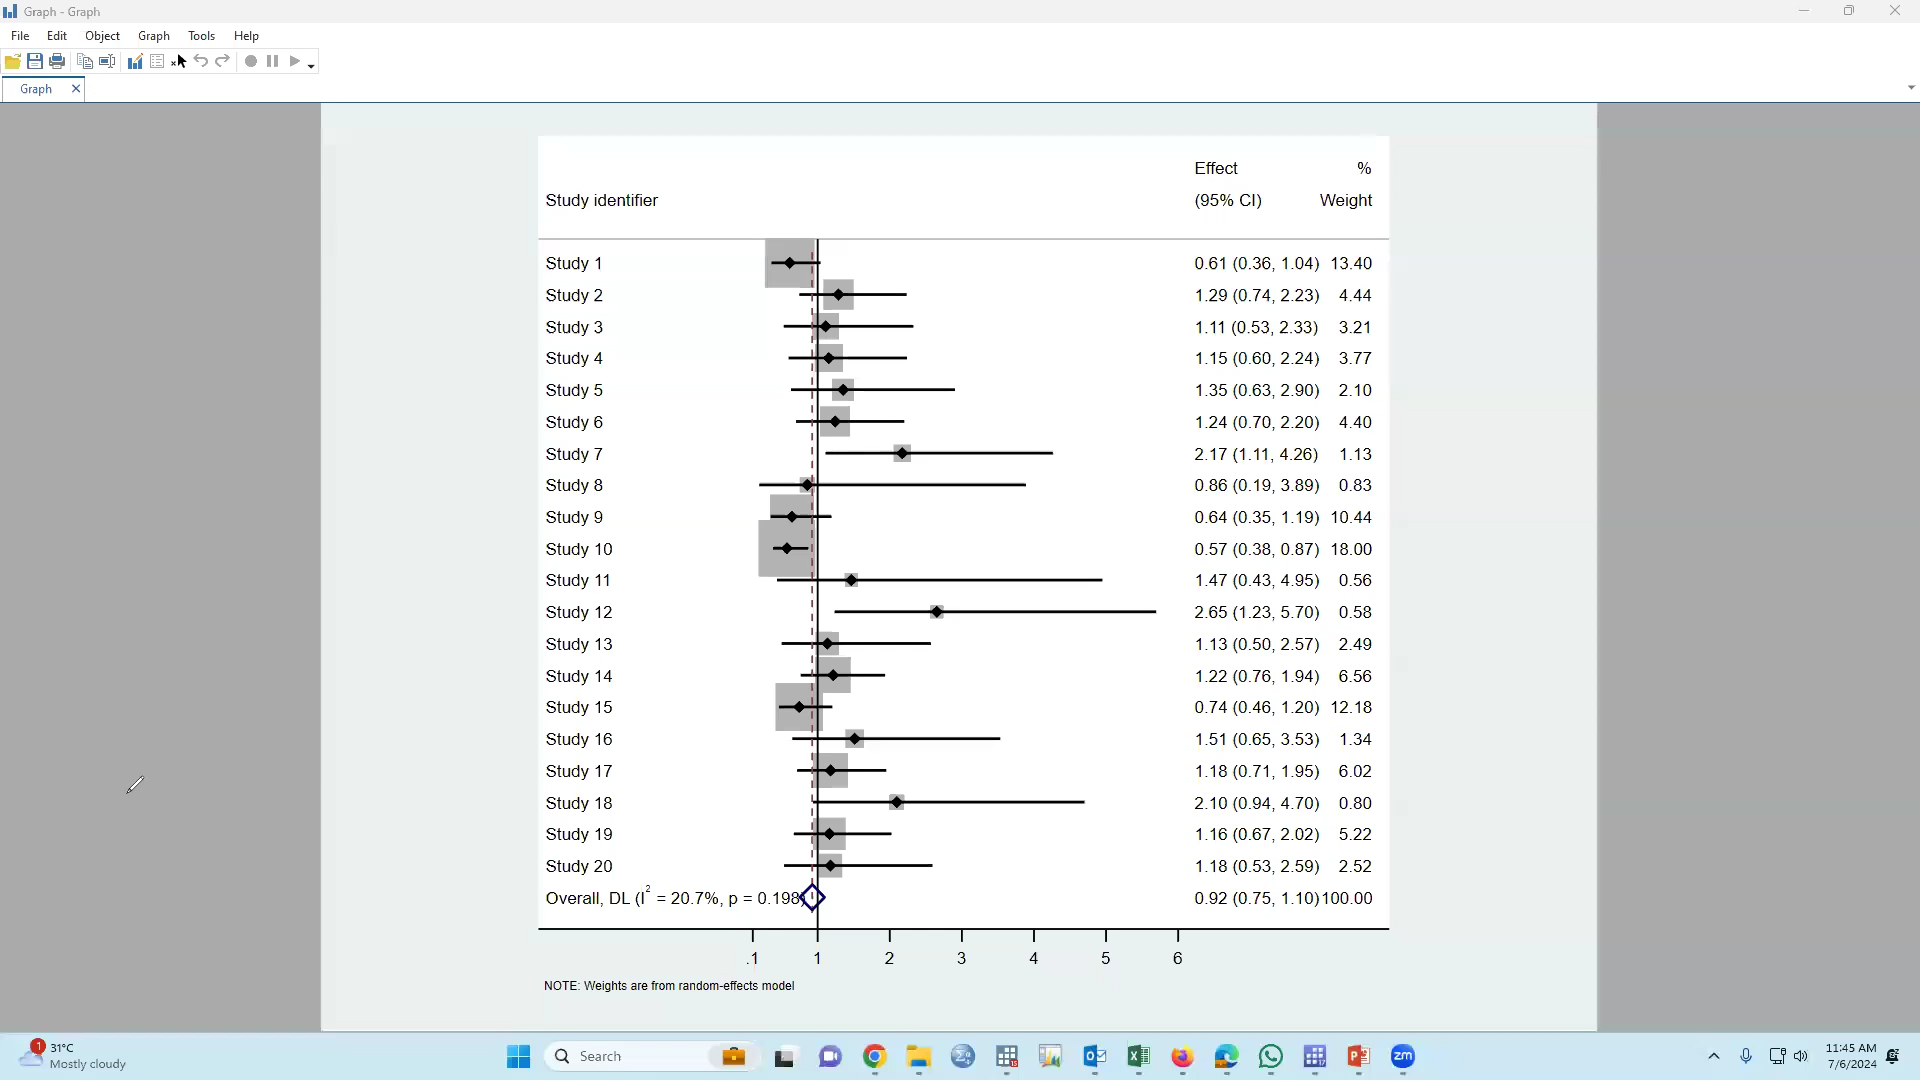 Graph - Graph
File Edit Object Graph Tools Help
Graph
Effect %
Study identifier (95% CI) Weight
Study 1 0.61 (0.36, 1.04) 13.40
Study 2 1.29 (0.74, 2.23) 4.44
Study 3 1.11 (0.53, 2.33) 3.21
Study 4 1.15 (0.60, 2.24) 3.77
Study 5 1.35 (0.63, 2.90) 2.10
Study 6 1.24 (0.70, 2.20) 4.40
Study 7 2.17 (1.11, 4.26) 1.13
Study 8 0.86 (0.19, 3.89) 0.83
Study 9 0.64 (0.35, 1.19) 10.44
Study 10 0.57 (0.38, 0.87) 18.00
Study 11 1.47 (0.43, 4.95) 0.56
Study 12 2.65 (1.23, 5.70) 0.58
Study 13 1.13 (0.50, 2.57) 2.49
Study 14 1.22 (0.76, 1.94) 6.56
Study 15 0.74 (0.46, 1.20) 12.18
Study 16 1.51 (0.65, 3.53) 1.34
Study 17 1.18 (0.71, 1.95) 6.02
Study 18 2.10 (0.94, 4.70) 0.80
Study 19 1.16 (0.67, 2.02) 5.22
Study 20 1.18 (0.53, 2.59) 2.52
Overall, DL (I² = 20.7%, p = 0.198) 0.92 (0.75, 1.10) 100.00
.1 1 2 3 4 5 6
NOTE: Weights are from random-effects model
1 31°C
Mostly cloudy
Search
zm
11:45 AM
7/6/2024